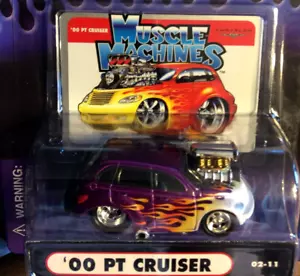 '00 PT CRUISER
MUSCLE
MACHINES
WARNING:
'00 PT CRUISER
02-11